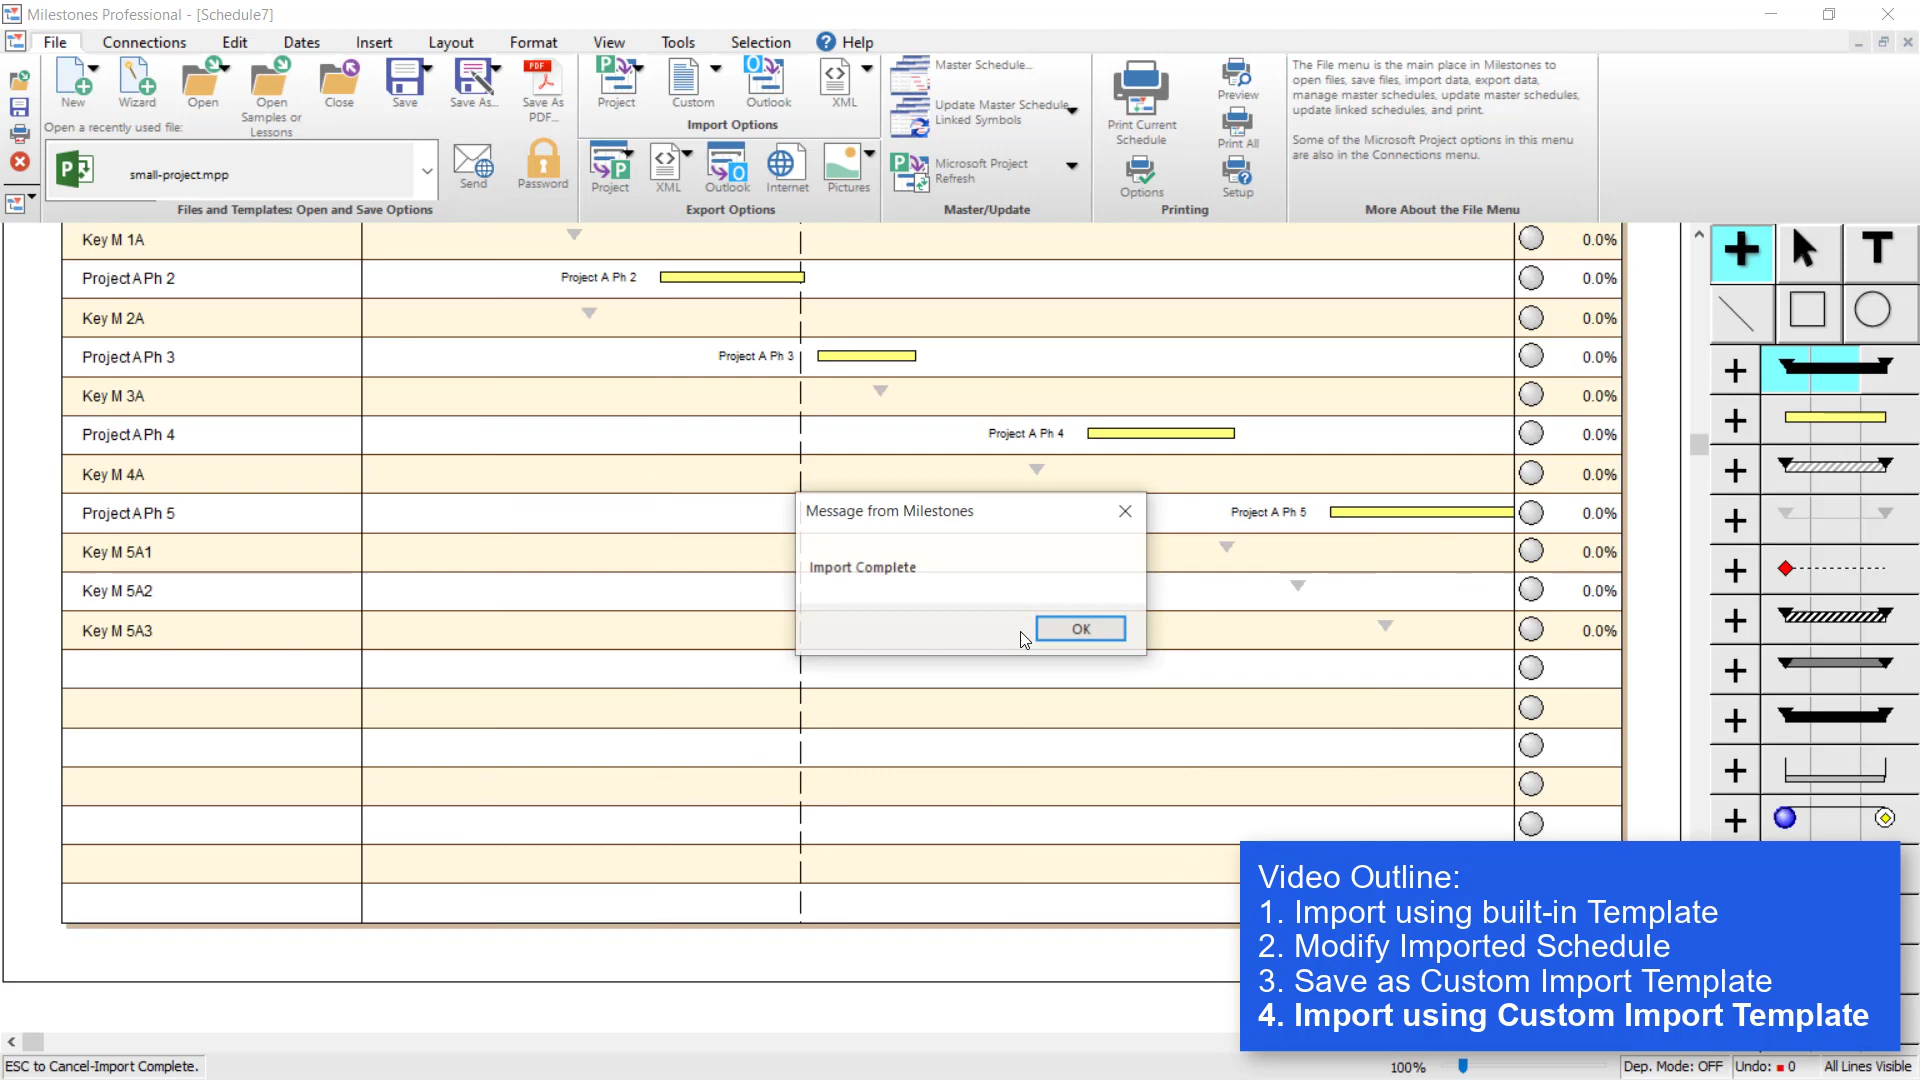 Milestones Professional - [Schedule7]
File Connections Edit Dates Insert Layout Format View Tools Selection ? Help
New Wizard Open Open Samples or Lessons Close Save Save As... Save As PDF...
Open a recently used file:
small-project.mpp
Send Password
Files and Templates: Open and Save Options
Project Custom Outlook XML
Import Options
Project XML Outlook Internet Pictures
Export Options
Master Schedule...
Update Master Schedule
Linked Symbols
Microsoft Project
Refresh
Master/Update
Print Current
Schedule
Preview
Print All
Options
Setup
Printing
The File menu is the main place in Milestones to
open files, save files, import data, export data,
manage master schedules, update master schedules,
update linked schedules, and print.
Some of the Microsoft Project options in this menu
are also in the Connections menu.
More About the File Menu
Key M 1A 0.0%
Project A Ph 2 Project A Ph 2 0.0%
Key M 2A 0.0%
Project A Ph 3 Project A Ph 3 0.0%
Key M 3A 0.0%
Project A Ph 4 Project A Ph 4 0.0%
Key M 4A 0.0%
Project A Ph 5 Project A Ph 5 0.0%
Key M 5A1 0.0%
Key M 5A2 0.0%
Key M 5A3 0.0%
Message from Milestones
Import Complete
OK
T
Video Outline:
1. Import using built-in Template
2. Modify Imported Schedule
3. Save as Custom Import Template
4. Import using Custom Import Template
ESC to Cancel-Import Complete. 100% Dep. Mode: OFF Undo: 0 All Lines Visible